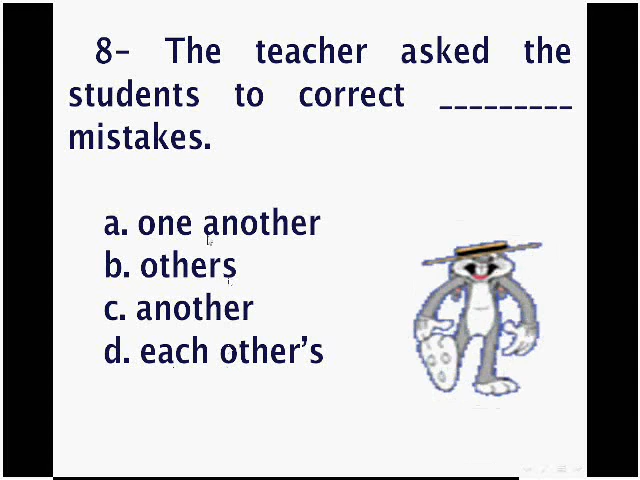 8- The teacher asked the
students to correct _________
mistakes.
a. one another
b. others
c. another
d. each other’s